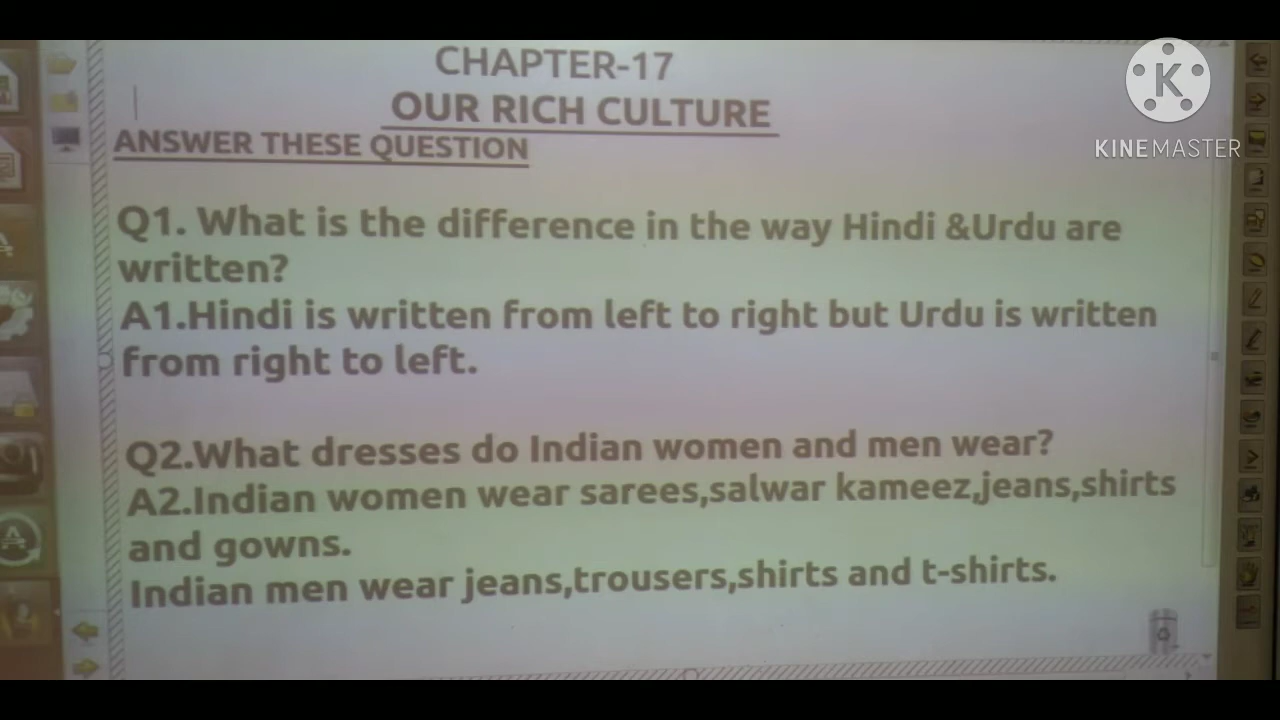 CHAPTER-17
OUR RICH CULTURE
ANSWER THESE QUESTION
Q1. What is the difference in the way Hindi &Urdu are
written?
A1.Hindi is written from left to right but Urdu is written
from right to left.
Q2.What dresses do Indian women and men wear?
A2.Indian women wear sarees,salwar kameez,jeans,shirts
and gowns.
Indian men wear jeans,trousers,shirts and t-shirts.
K
KINEMASTER